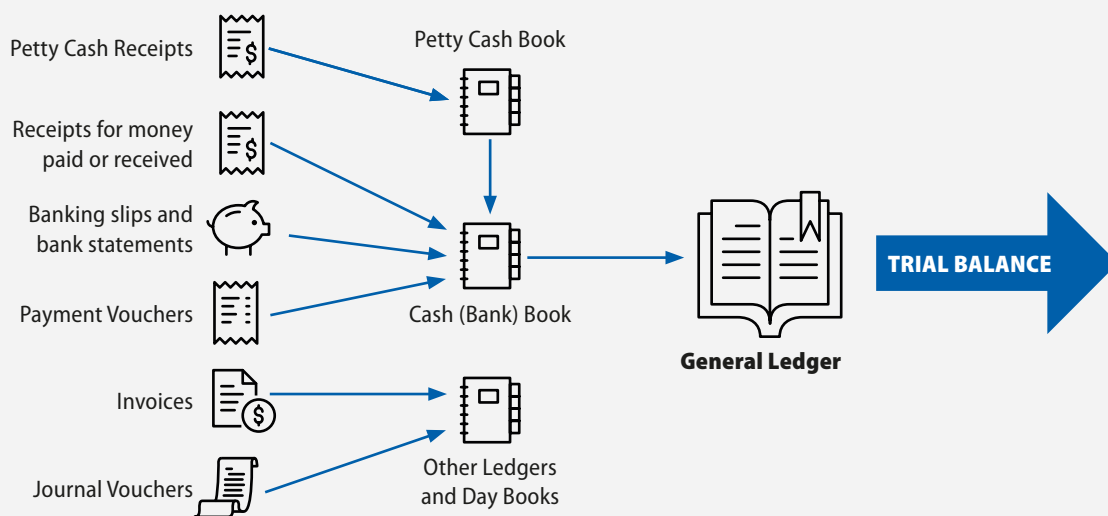 Petty Cash Receipts
Petty Cash Book
Receipts for money
paid or received
Banking slips and
bank statements
Payment Vouchers
Cash (Bank) Book
General Ledger
TRIAL BALANCE
Invoices
Journal Vouchers
Other Ledgers
and Day Books